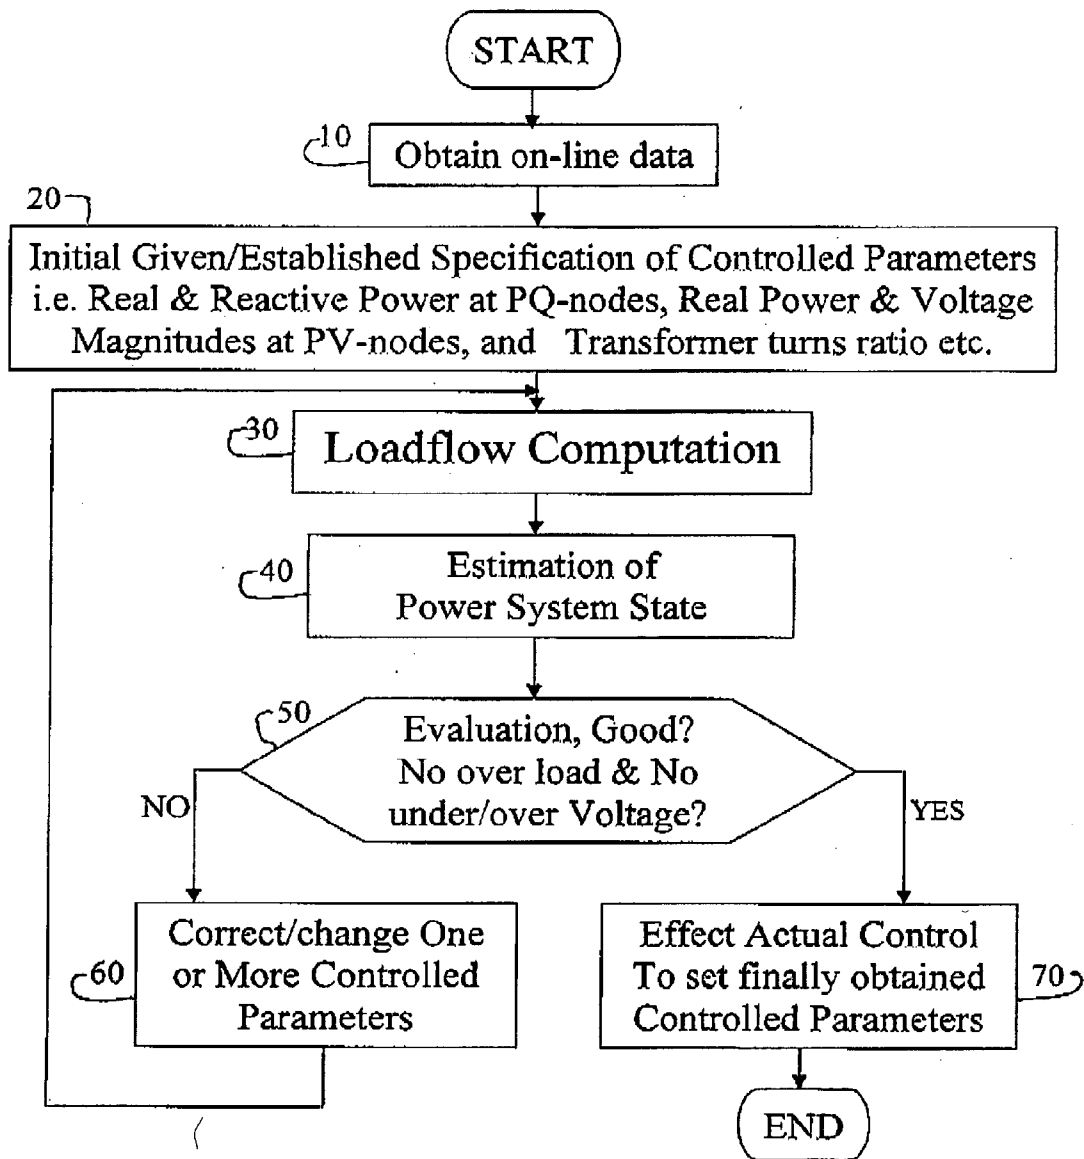 START
10
Obtain on-line data
20
Initial Given/Established Specification of Controlled Parameters
i.e. Real & Reactive Power at PQ-nodes, Real Power & Voltage
Magnitudes at PV-nodes, and Transformer turns ratio etc.
30
Loadflow Computation
40
Estimation of
Power System State
50
Evaluation, Good?
No over load & No
under/over Voltage?
NO
YES
60
Correct/change One
or More Controlled
Parameters
Effect Actual Control
To set finally obtained
Controlled Parameters
70
END